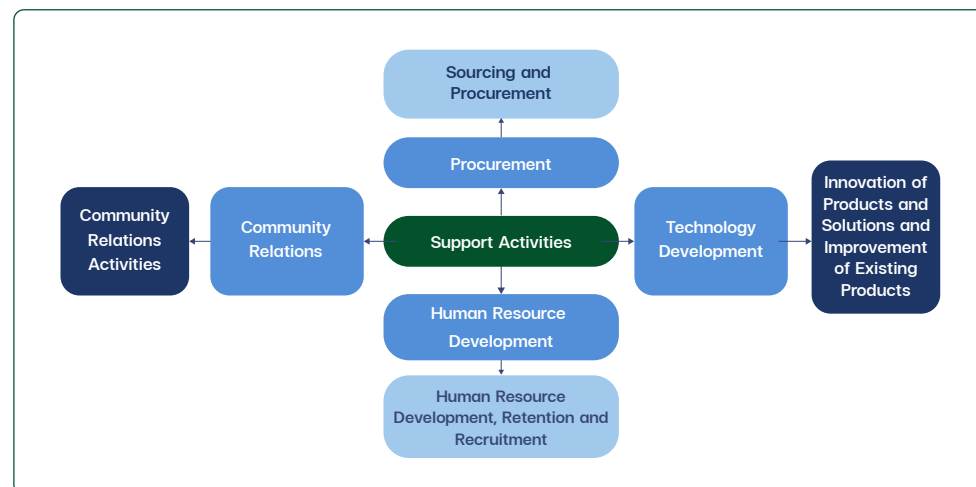 Sourcing and
Procurement
Procurement
Community
Relations
Activities
Community
Relations
Support Activities
Technology
Development
Innovation of
Products and
Solutions and
Improvement
of Existing
Products
Human Resource
Development
Human Resource
Development, Retention and
Recruitment